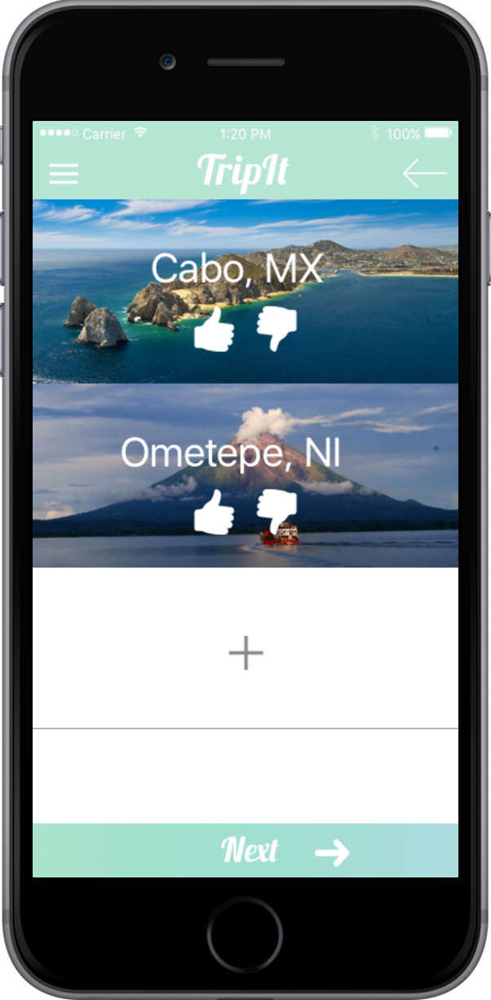 Carrier 1:20 PM 100%
TripIt
Cabo, MX
Ometepe, NI
Next